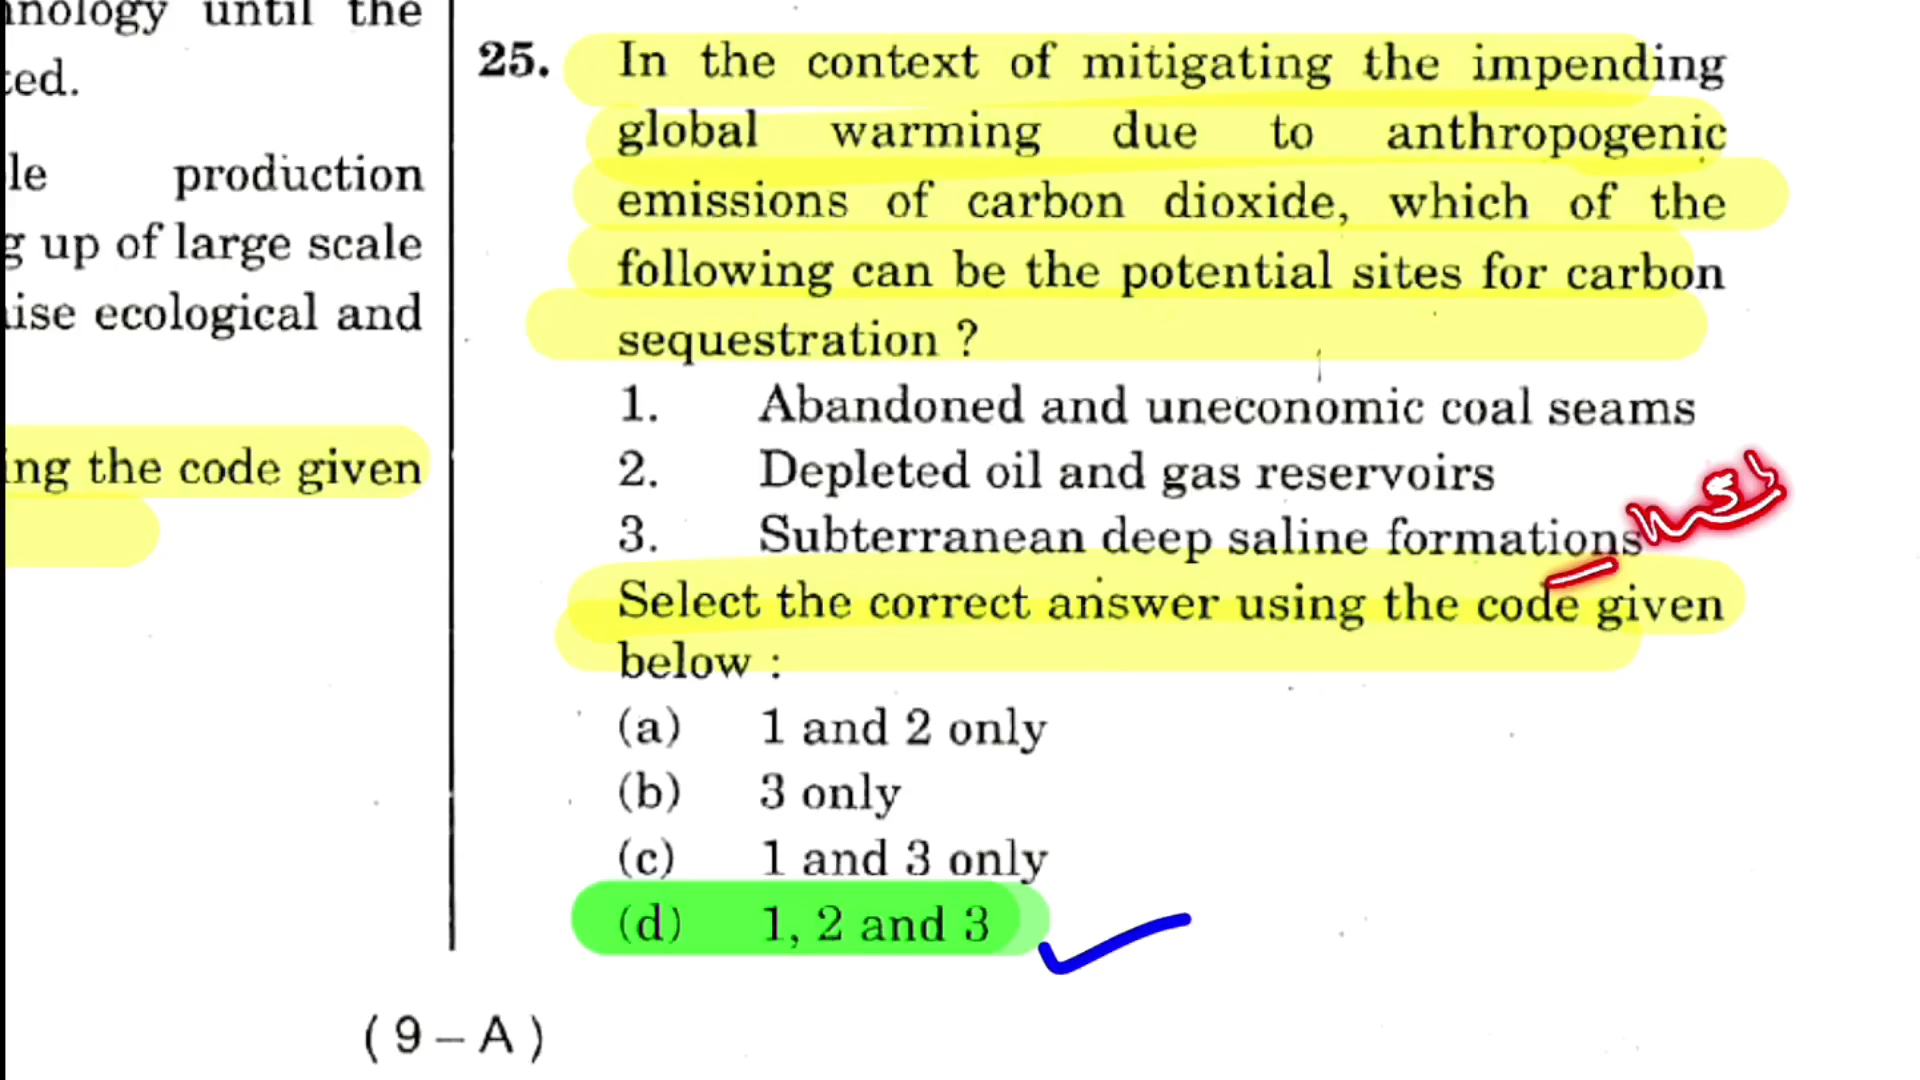 until the
ted.
le production
g up of large scale
ise ecological and
ing the code given
25. In the context of mitigating the impending
global warming due to anthropogenic
emissions of carbon dioxide, which of the
following can be the potential sites for carbon
sequestration ?
1. Abandoned and uneconomic coal seams
2. Depleted oil and gas reservoirs
3. Subterranean deep saline formations
Select the correct answer using the code given
below :
(a) 1 and 2 only
(b) 3 only
(c) 1 and 3 only
(d) 1, 2 and 3
( 9 – A )